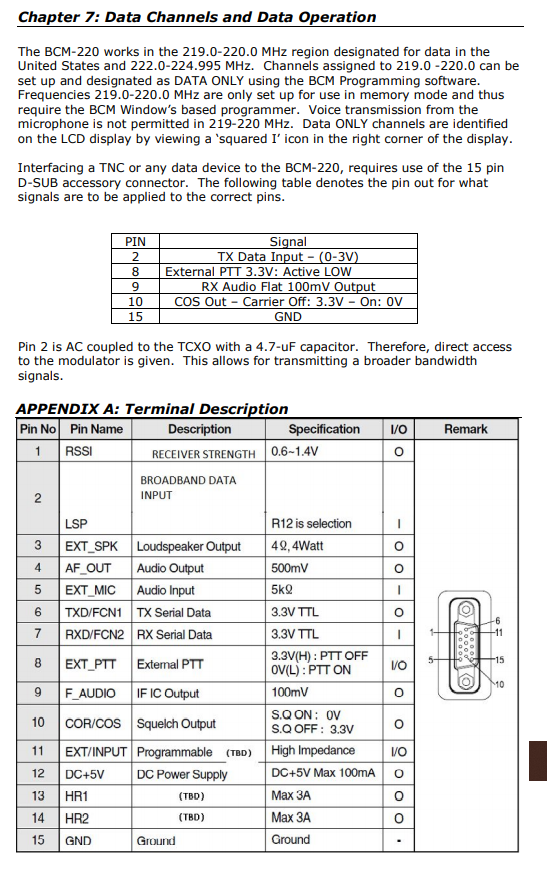 Chapter 7: Data Channels and Data Operation
The BCM-220 works in the 219.0-220.0 MHz region designated for data in the
United States and 222.0-224.995 MHz.  Channels assigned to 219.0 -220.0 can be
set up and designated as DATA ONLY using the BCM Programming software.
Frequencies 219.0-220.0 MHz are only set up for use in memory mode and thus
require the BCM Window's based programmer.  Voice transmission from the
microphone is not permitted in 219-220 MHz.  Data ONLY channels are identified
on the LCD display by viewing a 'squared I' icon in the right corner of the display.
Interfacing a TNC or any data device to the BCM-220, requires use of the 15 pin
D-SUB accessory connector.  The following table denotes the pin out for what
signals are to be applied to the correct pins.
PIN Signal
2 TX Data Input – (0-3V)
8 External PTT 3.3V: Active LOW
9 RX Audio Flat 100mV Output
10 COS Out – Carrier Off: 3.3V – On: 0V
15 GND
Pin 2 is AC coupled to the TCXO with a 4.7-uF capacitor.  Therefore, direct access
to the modulator is given.  This allows for transmitting a broader bandwidth
signals.
APPENDIX A: Terminal Description
Pin No Pin Name Description Specification I/O Remark
1 RSSI RECEIVER STRENGTH 0.6~1.4V O
BROADBAND DATA
INPUT
2
LSP R12 is selection I
3 EXT_SPK Loudspeaker Output 4Ω, 4Watt O
4 AF_OUT Audio Output 500mV O
5 EXT_MIC Audio Input 5kΩ I
6 TXD/FCN1 TX Serial Data 3.3V TTL O
7 RXD/FCN2 RX Serial Data 3.3V TTL I
8 EXT_PTT External PTT 3.3V(H) : PTT OFF I/O
0V(L) : PTT ON
9 F_AUDIO IF IC Output 100mV O
10 COR/COS Squelch Output S.Q ON : 0V O
S.Q OFF : 3.3V
11 EXT/INPUT Programmable (TBD) High Impedance I/O
12 DC+5V DC Power Supply DC+5V Max 100mA O
13 HR1 (TBD) Max 3A O
14 HR2 (TBD) Max 3A O
15 GND Ground Ground -
6
1 11
5 15
10